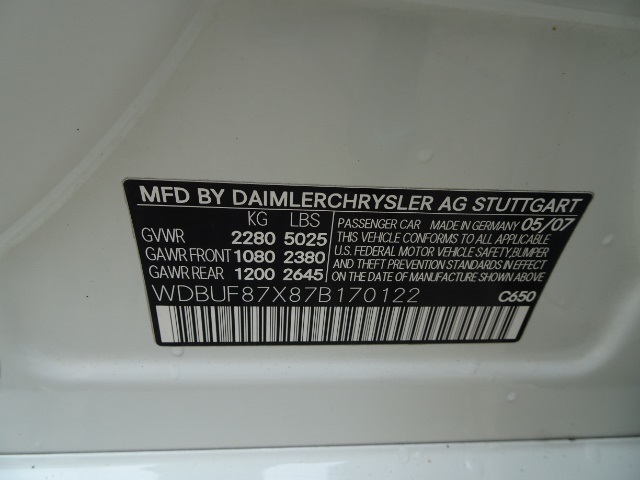 MFD BY DAIMLERCHRYSLER AG STUTTGART
KG LBS
GVWR 2280 5025
GAWR FRONT 1080 2380
GAWR REAR 1200 2645
PASSENGER CAR MADE IN GERMANY 05/07
THIS VEHICLE CONFORMS TO ALL APPLICABLE
U.S. FEDERAL MOTOR VEHICLE SAFETY, BUMPER
AND THEFT PREVENTION STANDARDS IN EFFECT
ON THE DATE OF MANUFACTURE SHOWN ABOVE
WDBUF87X87B170122
C650